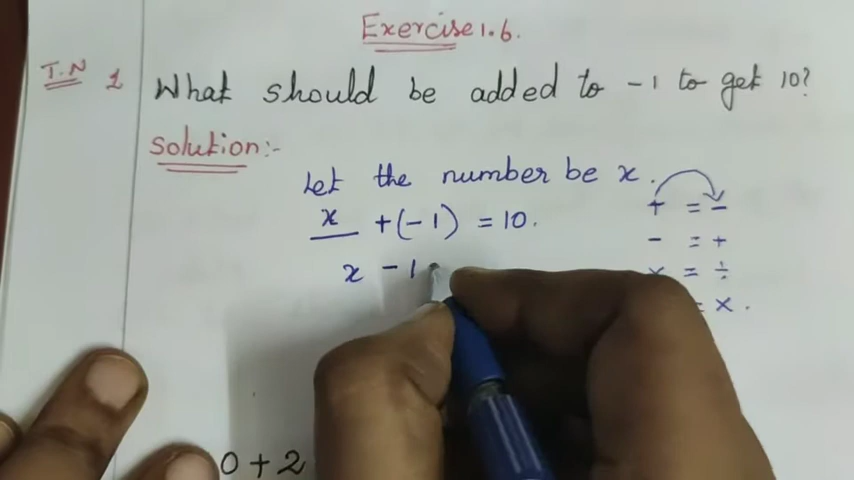 Exercise 1.6.
T.N 1 What should be added to -1 to get 10?
Solution:-
Let the number be x.
x + (-1) = 10.
x - 1
+ = -
- = +
x = ÷
= x.
0 + 2